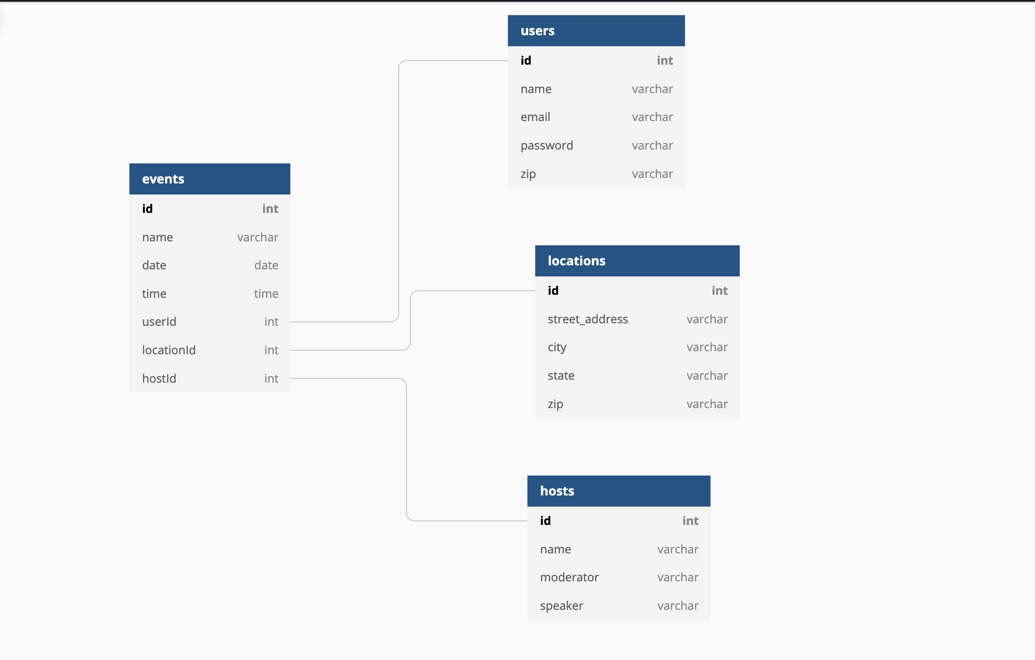 users
id int
name varchar
email varchar
password varchar
zip varchar
events
id int
name varchar
date date
time time
userId int
locationId int
hostId int
locations
id int
street_address varchar
city varchar
state varchar
zip varchar
hosts
id int
name varchar
moderator varchar
speaker varchar